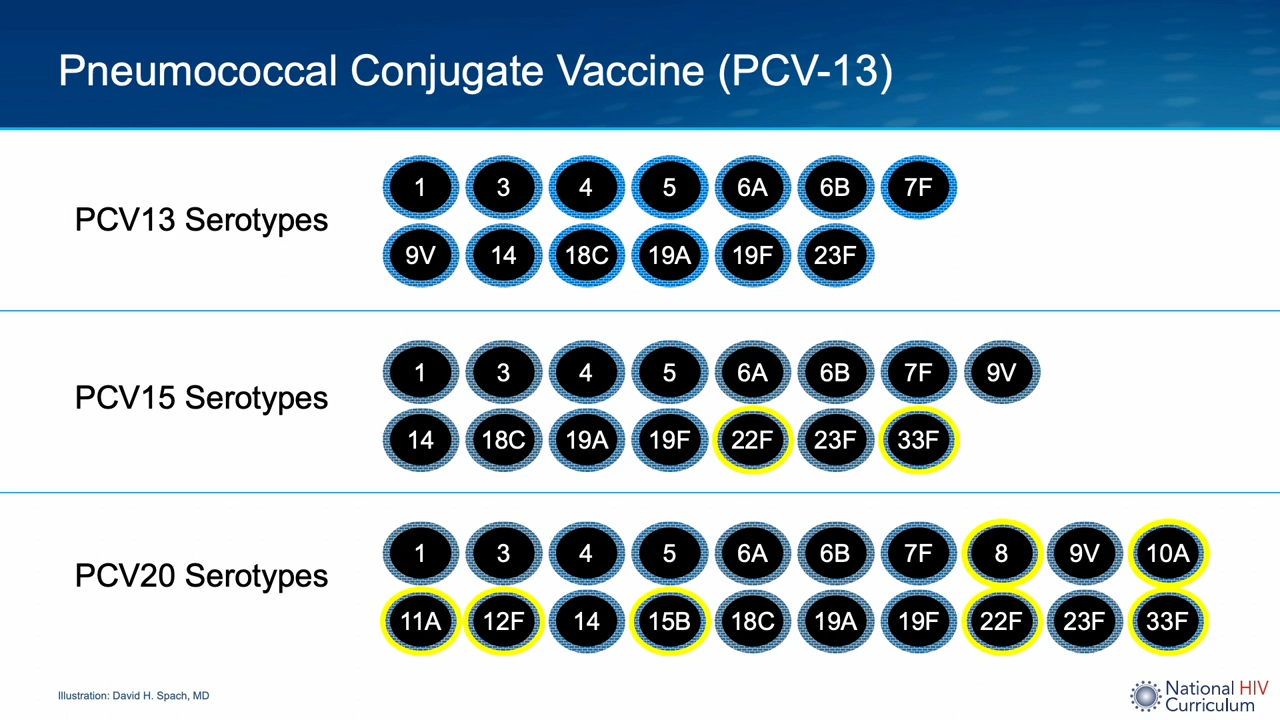 Pneumococcal Conjugate Vaccine (PCV-13)
PCV13 Serotypes
1 3 4 5 6A 6B 7F
9V 14 18C 19A 19F 23F
PCV15 Serotypes
1 3 4 5 6A 6B 7F 9V
14 18C 19A 19F 22F 23F 33F
PCV20 Serotypes
1 3 4 5 6A 6B 7F 8 9V 10A
11A 12F 14 15B 18C 19A 19F 22F 23F 33F
Illustration: David H. Spach, MD
National HIV
Curriculum